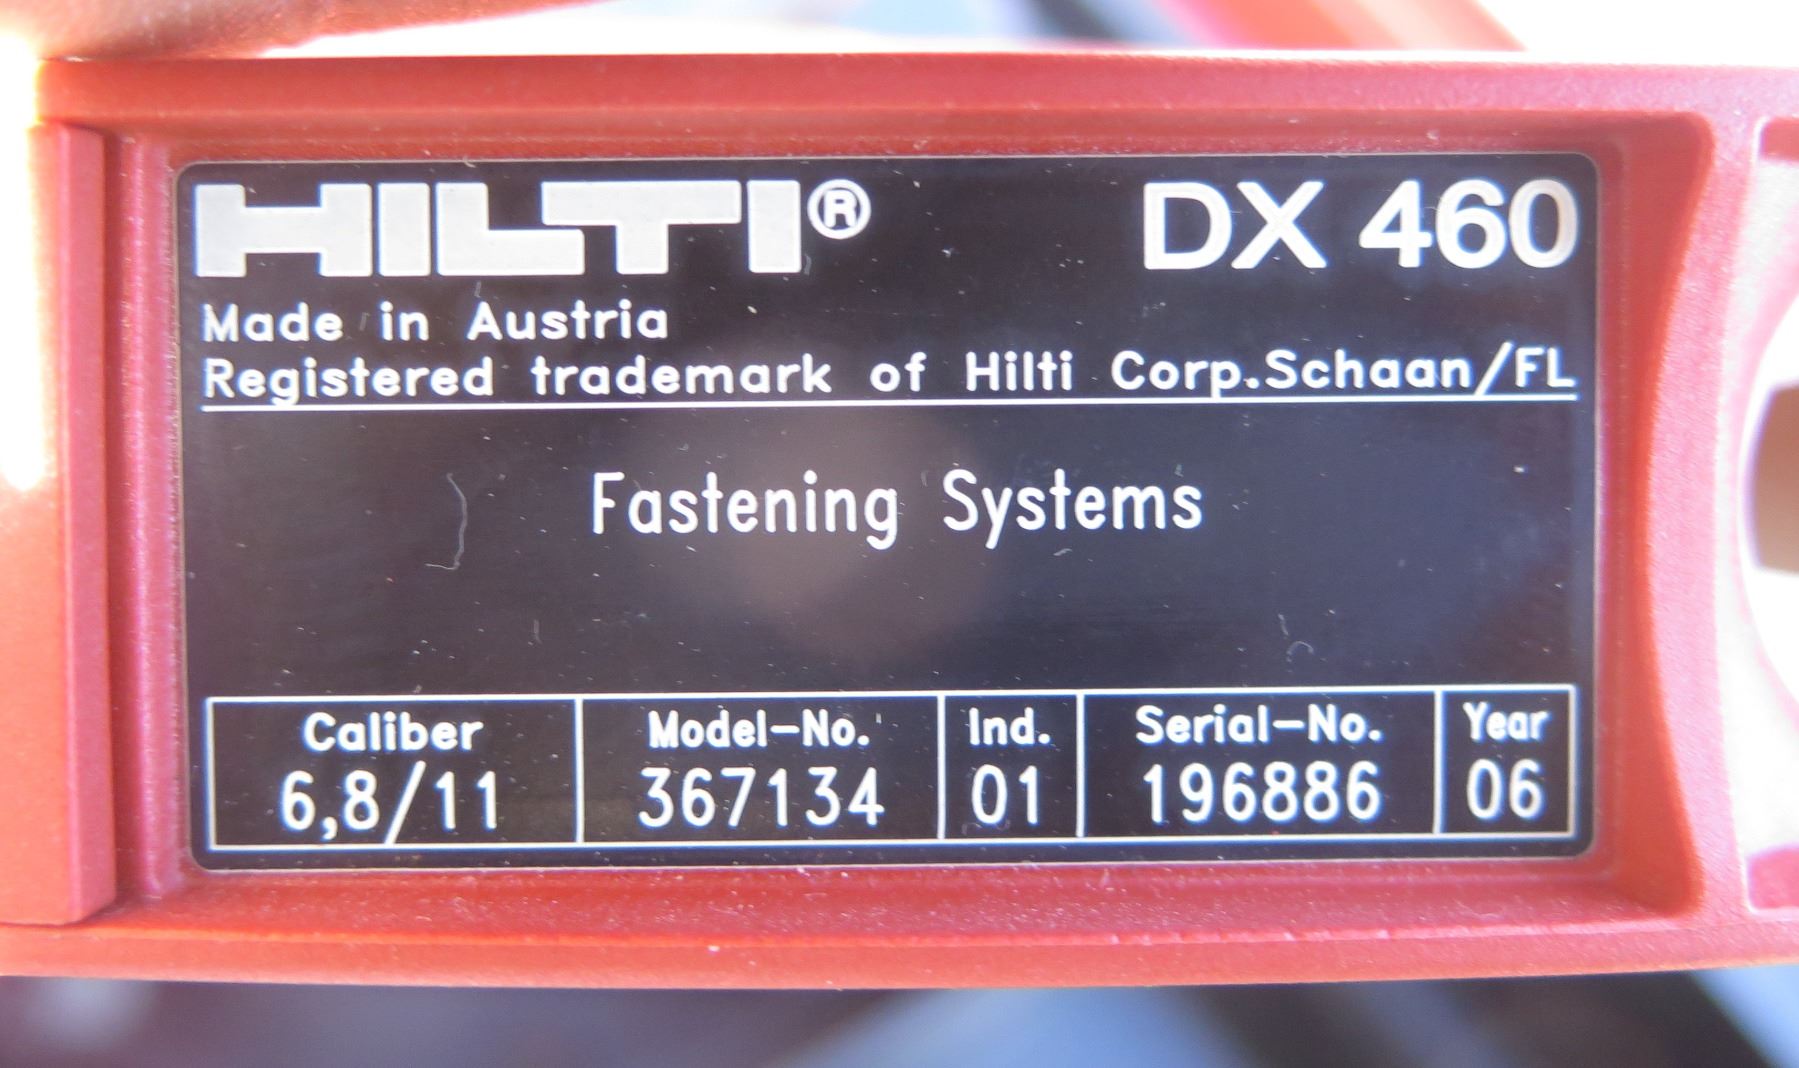 HILTI® DX 460
Made in Austria
Registered trademark of Hilti Corp.Schaan/FL
Fastening Systems
Caliber Model-No. Ind. Serial-No. Year
6,8/11 367134 01 196886 06